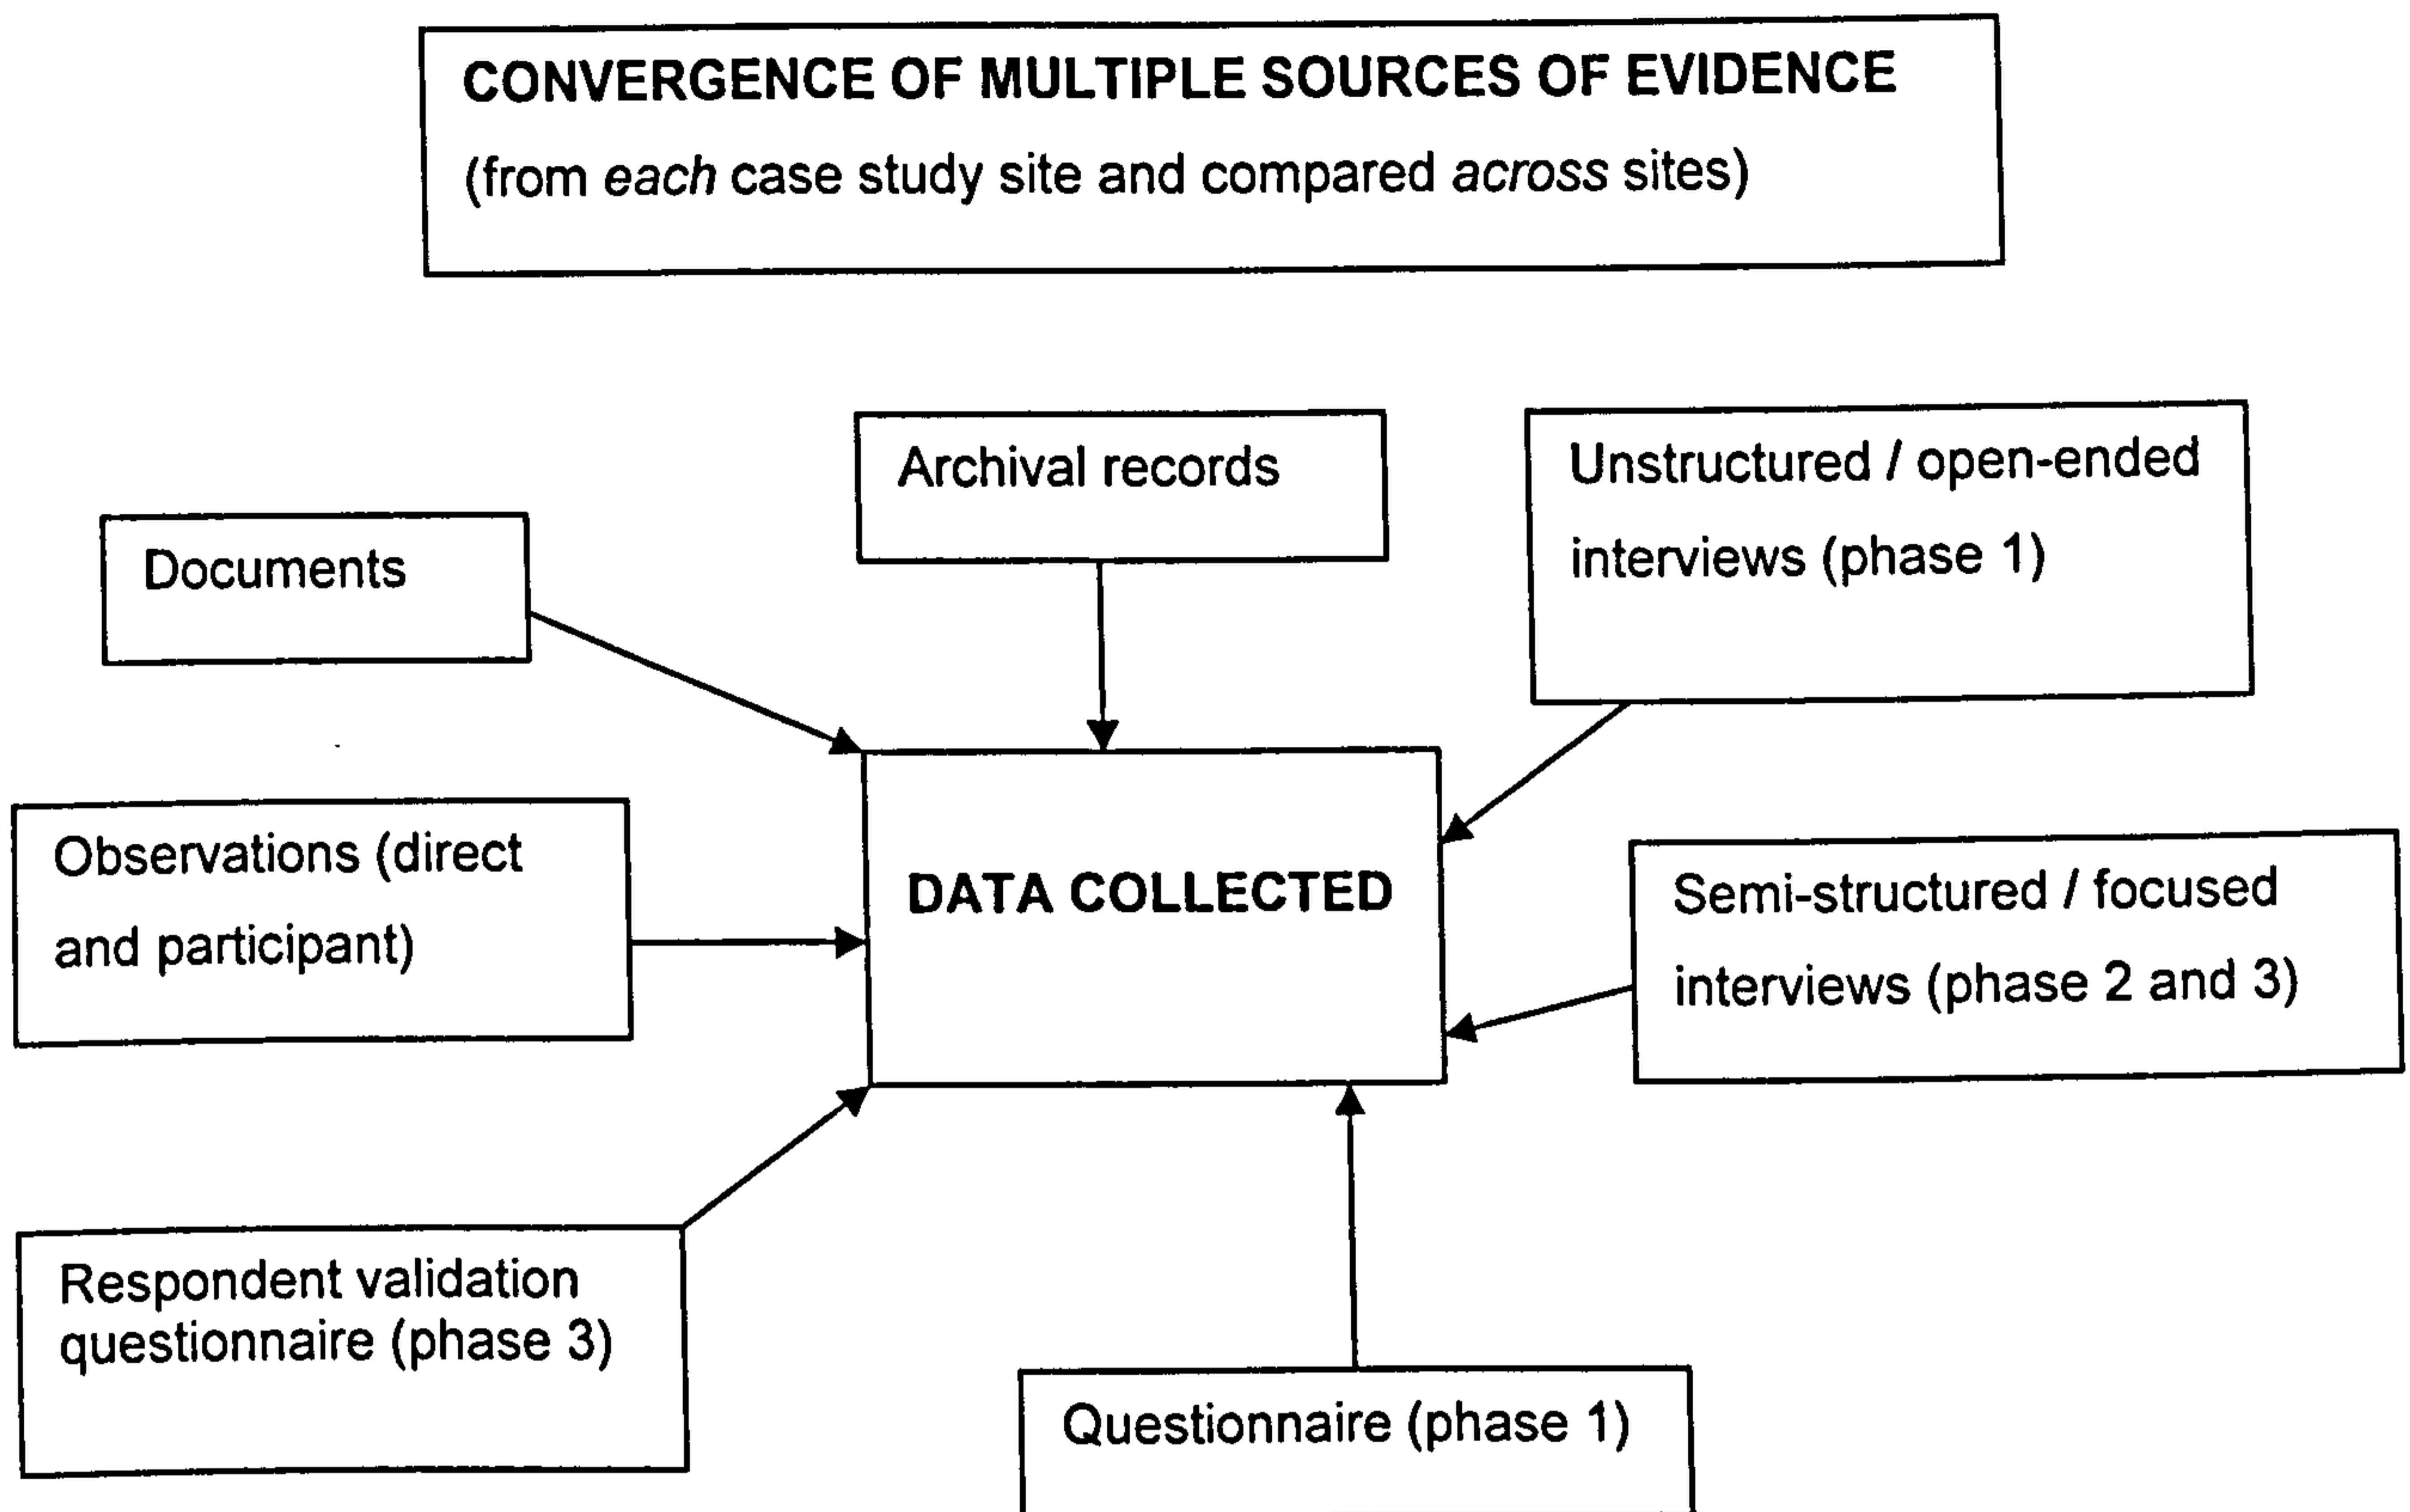 CONVERGENCE OF MULTIPLE SOURCES OF EVIDENCE
(from each case study site and compared across sites)
Archival records
Unstructured / open-ended
interviews (phase 1)
Documents
Observations (direct
and participant)
DATA COLLECTED
Semi-structured / focused
interviews (phase 2 and 3)
Respondent validation
questionnaire (phase 3)
Questionnaire (phase 1)